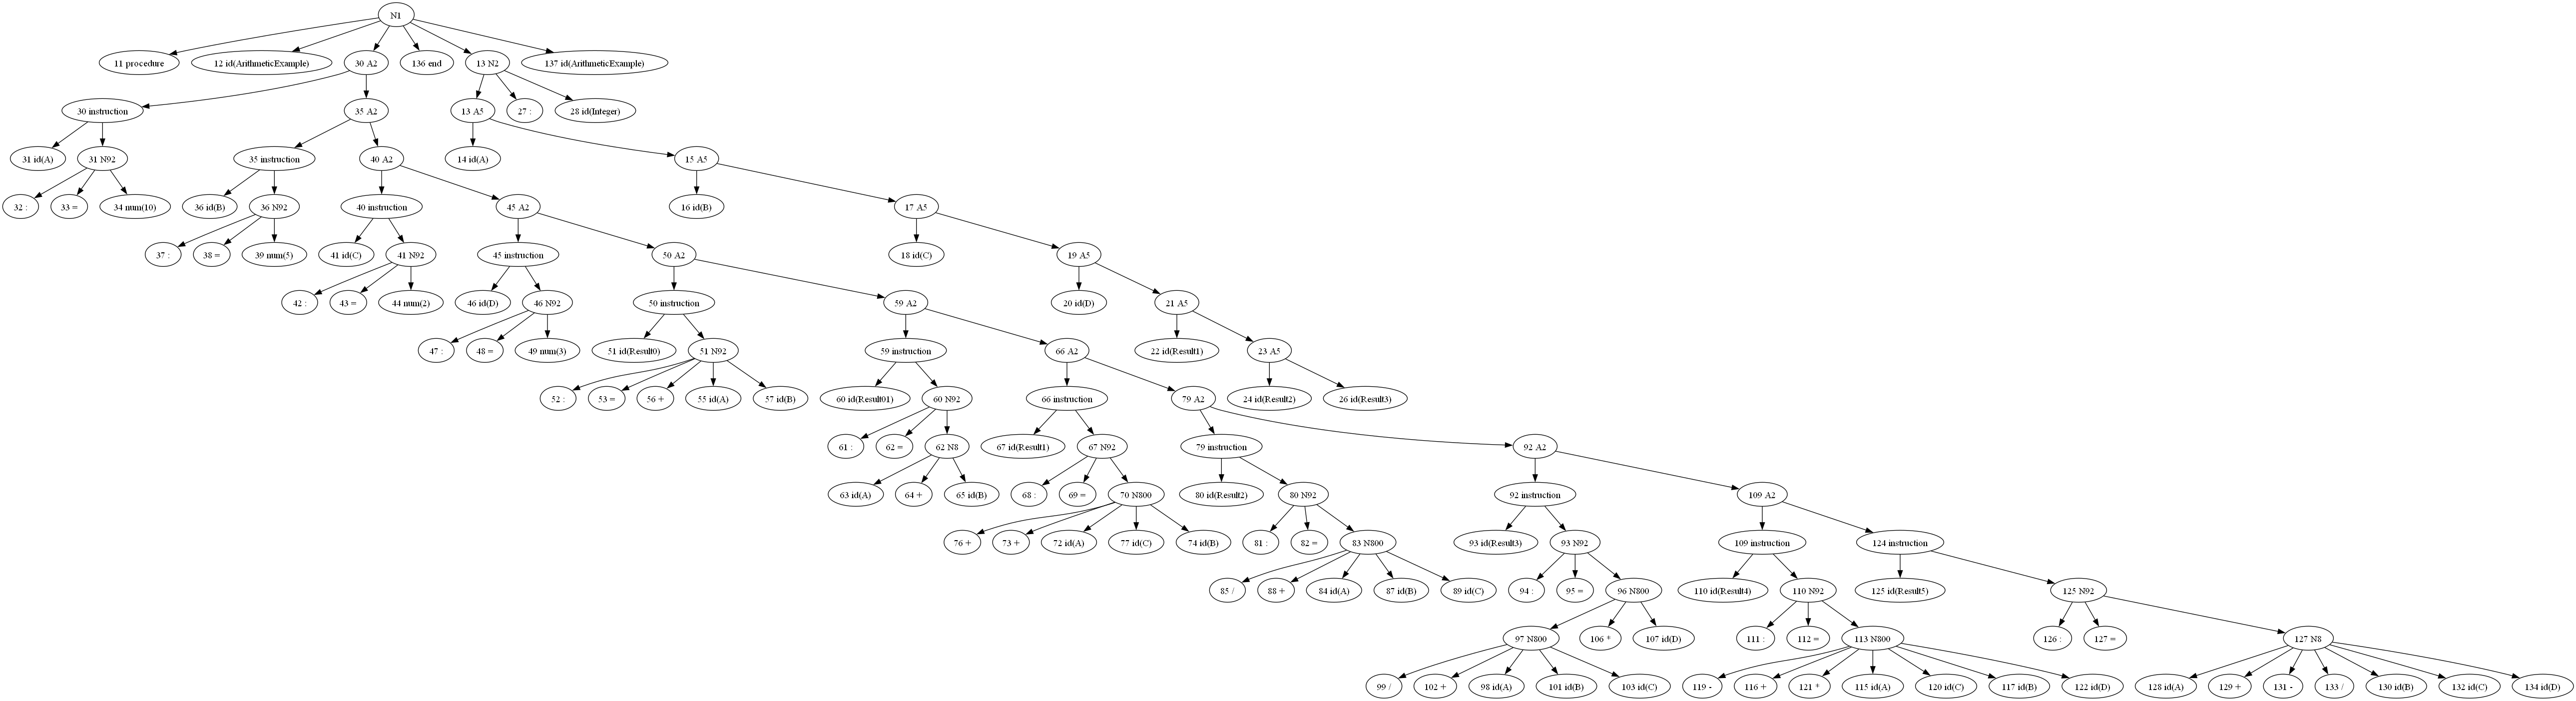 N1
11 procedure 12 id(ArithmeticExample) 30 A2 136 end 13 N2 137 id(ArithmeticExample)
30 instruction 35 A2 13 A5 27 : 28 id(Integer)
31 id(A) 31 N92 35 instruction 40 A2 14 id(A) 15 A5
32 : 33 = 34 num(10) 36 id(B) 36 N92 40 instruction 45 A2 16 id(B) 17 A5
37 : 38 = 39 num(5) 41 id(C) 41 N92 45 instruction 50 A2 18 id(C) 19 A5
42 : 43 = 44 num(2) 46 id(D) 46 N92 50 instruction 59 A2 20 id(D) 21 A5
47 : 48 = 49 num(3) 51 id(Result0) 51 N92 59 instruction 66 A2 22 id(Result1) 23 A5
52 : 53 = 56 + 55 id(A) 57 id(B) 60 id(Result01) 60 N92 66 instruction 79 A2 24 id(Result2) 26 id(Result3)
61 : 62 = 62 N8 67 id(Result1) 67 N92 79 instruction 92 A2
63 id(A) 64 + 65 id(B) 68 : 69 = 70 N800 80 id(Result2) 80 N92 92 instruction 109 A2
76 + 73 + 72 id(A) 77 id(C) 74 id(B) 81 : 82 = 83 N800 93 id(Result3) 93 N92 109 instruction 124 instruction
85 / 88 + 84 id(A) 87 id(B) 89 id(C) 94 : 95 = 96 N800 110 id(Result4) 110 N92 125 id(Result5) 125 N92
97 N800 106 * 107 id(D) 111 : 112 = 113 N800 126 : 127 = 127 N8
99 / 102 + 98 id(A) 101 id(B) 103 id(C) 119 - 116 + 121 * 115 id(A) 120 id(C) 117 id(B) 122 id(D) 128 id(A) 129 + 131 - 133 / 130 id(B) 132 id(C) 134 id(D)